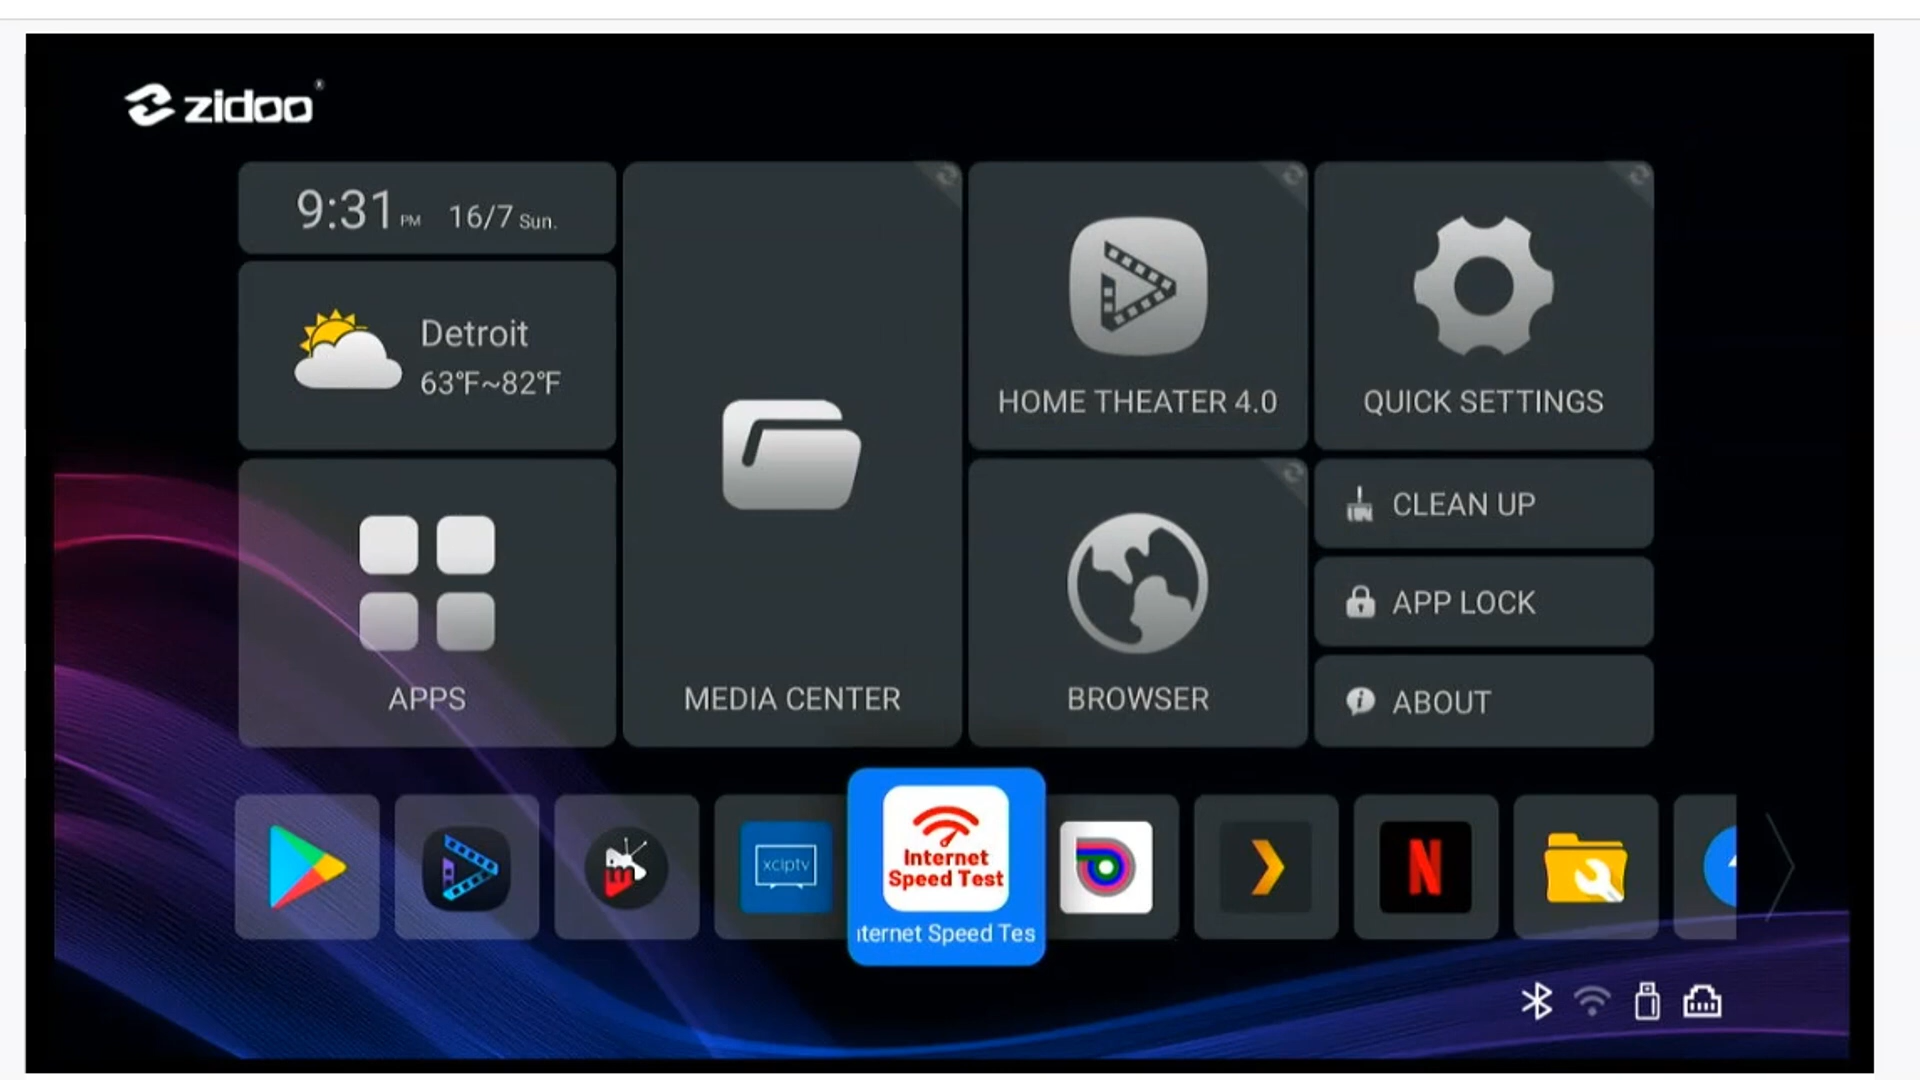 zidoo®
9:31 PM 16/7 Sun.
Detroit
63°F~82°F
APPS
MEDIA CENTER
HOME THEATER 4.0
BROWSER
QUICK SETTINGS
CLEAN UP
APP LOCK
ABOUT
m
xciptv
Internet
Speed Test
nternet Speed Tes
N